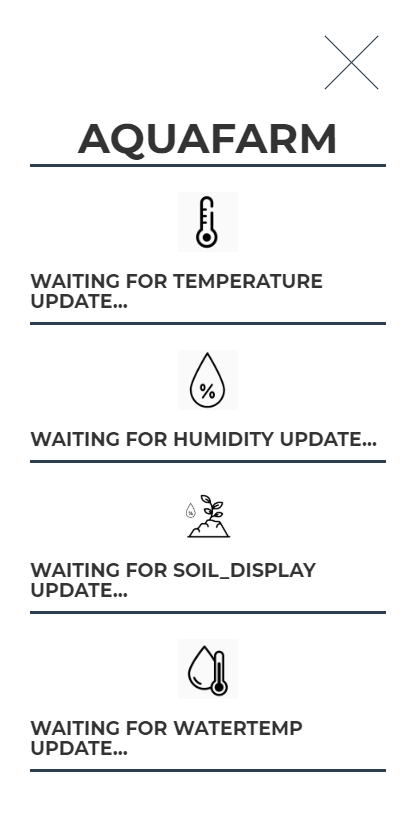 AQUAFARM
WAITING FOR TEMPERATURE
UPDATE...
%
WAITING FOR HUMIDITY UPDATE...
%
WAITING FOR SOIL_DISPLAY
UPDATE...
WAITING FOR WATERTEMP
UPDATE...